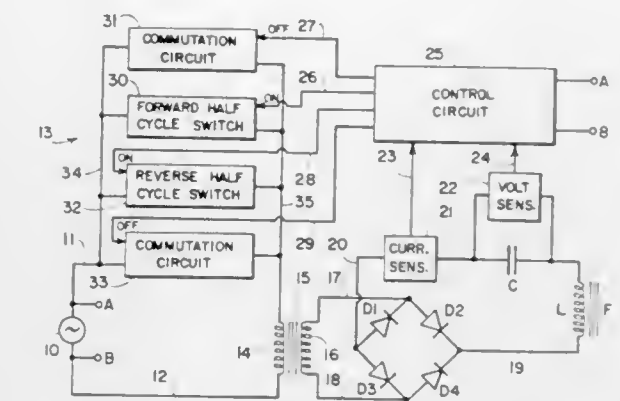 31
COMMUTATION
CIRCUIT
OFF
27
25
30
FORWARD HALF
CYCLE SWITCH
ON
26
CONTROL
CIRCUIT
A
B
13
34
ON
REVERSE HALF
CYCLE SWITCH
28
35
23
24
22
VOLT
SENS.
32
OFF
21
11
COMMUTATION
CIRCUIT
29
20
CURR.
SENS.
33
15
17
C
L
F
A
10
B
14
16
D1
D2
12
18
D3
D4
19